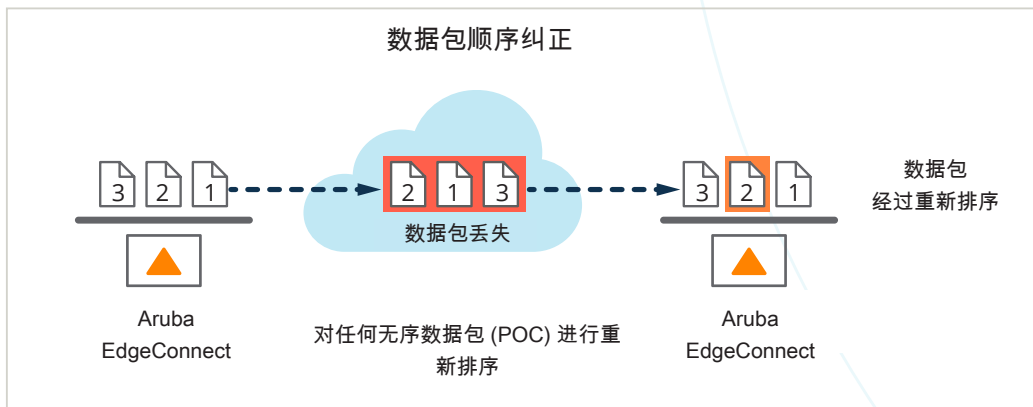 数据包顺序纠正
3 2 1
2 1 3
3 2 1
数据包
经过重新排序
数据包丢失
Aruba
EdgeConnect
对任何无序数据包 (POC) 进行重
新排序
Aruba
EdgeConnect